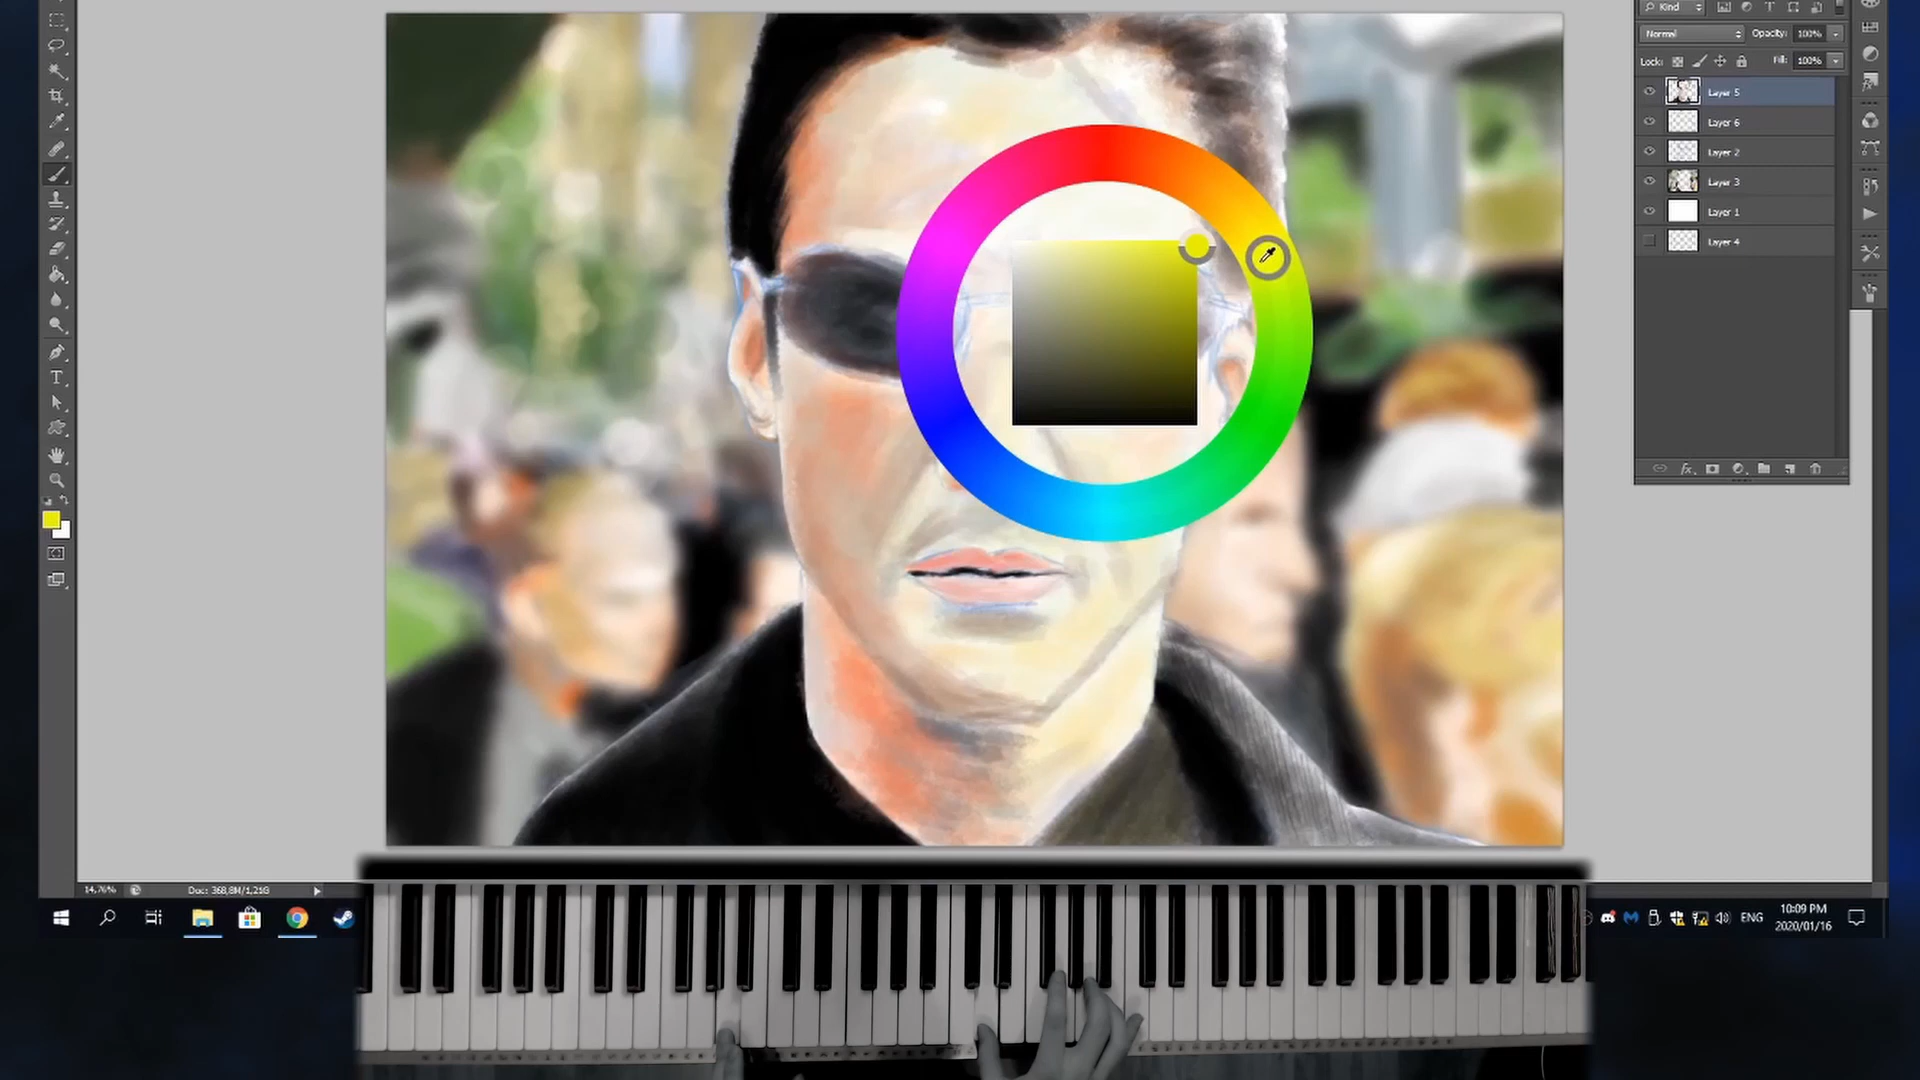 Kind
Normal
Opacity: 100%
Lock:
Fill: 100%
Layer 5
Layer 6
Layer 2
Layer 3
Layer 1
Layer 4
14,76%
Doc: 368,8M/1,21G
ENG
10:09 PM
2020/01/16